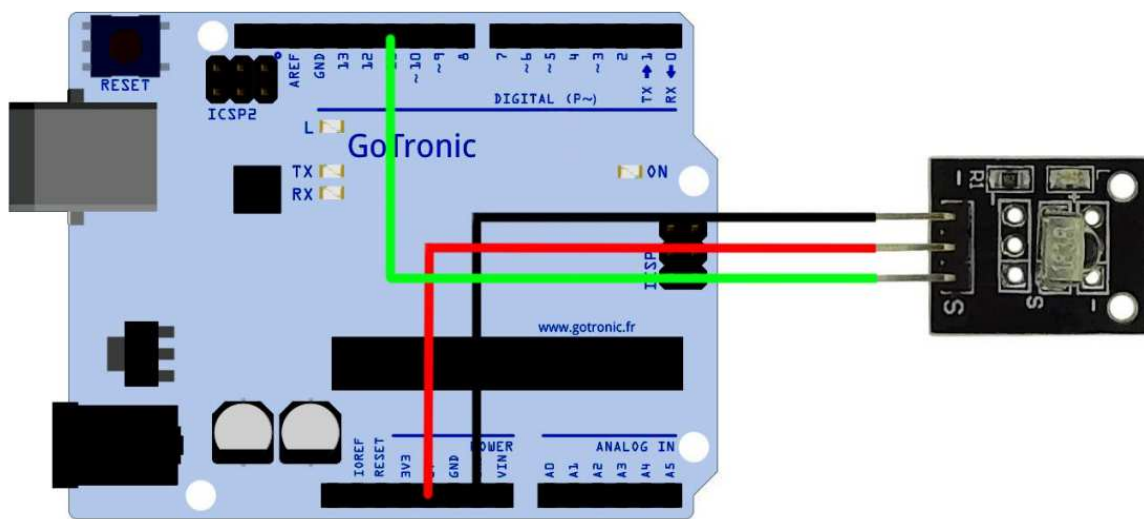 RESET
ICSP2
AREF
GND
13
12
~10
~9
8
7
~6
~5
4
~3
2
TX 1
RX 0
DIGITAL (P~)
L
GoTronic
TX
RX
ON
www.gotronic.fr
POWER
ANALOG IN
IOREF
RESET
3V3
GND
VIN
A0
A1
A2
A3
A4
A5
-
R1
L
+
S
S
-